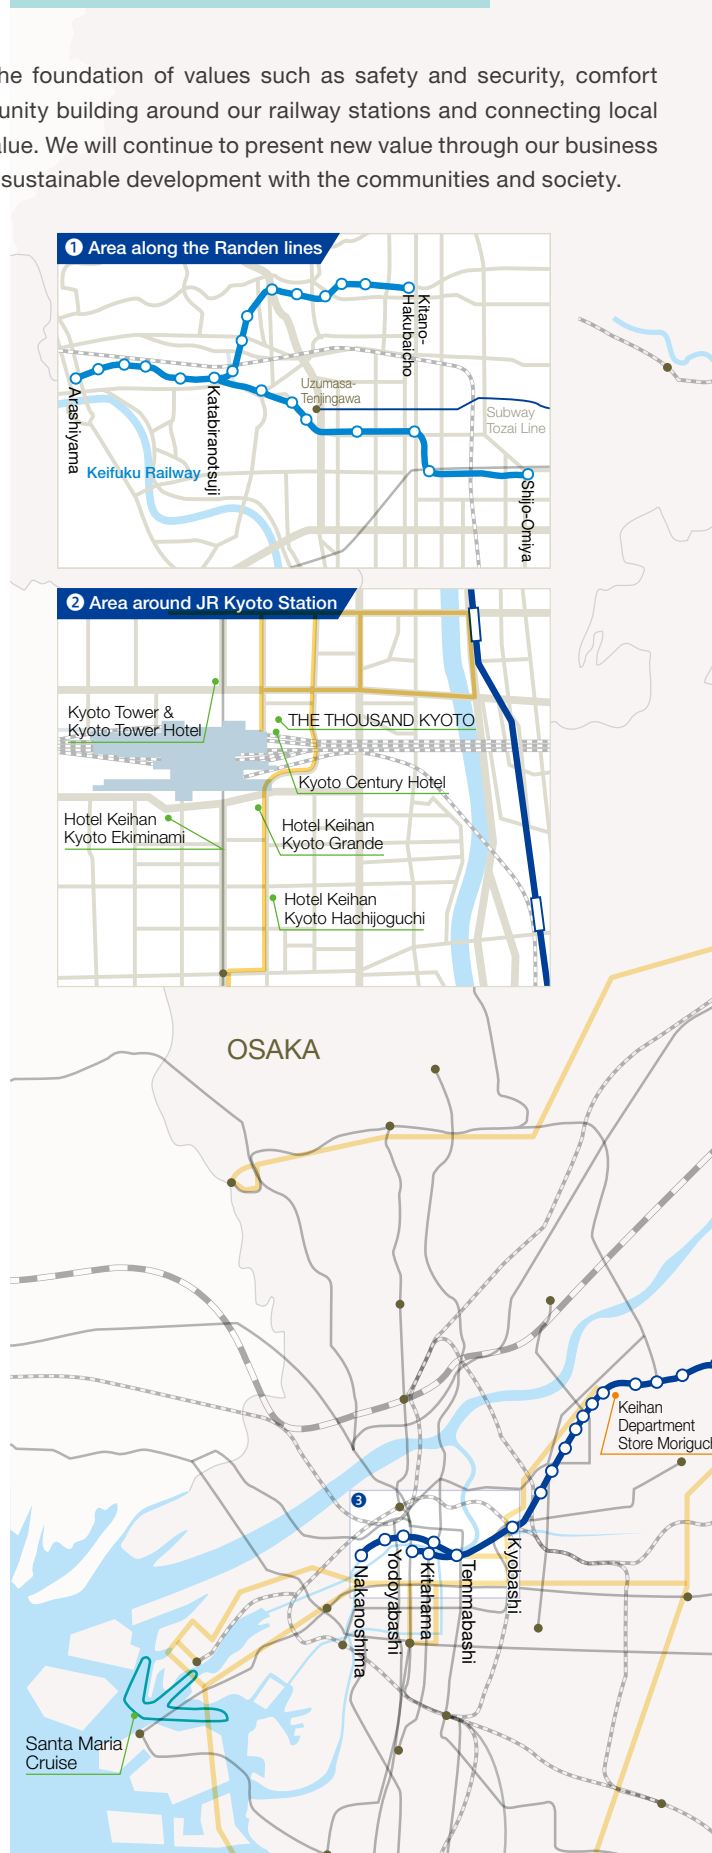 he foundation of values such as safety and security, comfort
unity building around our railway stations and connecting local
alue. We will continue to present new value through our business
sustainable development with the communities and society.
1 Area along the Randen lines
Kitano-
Hakubaicho
Uzumasa-
Tenjingawa
Subway
Tozai Line
Arashiyama
Katabiranotsuji
Keifuku Railway
Shijo-Omiya
2 Area around JR Kyoto Station
Kyoto Tower &
Kyoto Tower Hotel
THE THOUSAND KYOTO
Kyoto Century Hotel
Hotel Keihan
Kyoto Ekiminami
Hotel Keihan
Kyoto Grande
Hotel Keihan
Kyoto Hachijoguchi
OSAKA
Keihan
Department
Store Moriguch
3
Nakanoshima
Yodoyabashi
Kitahama
Temmabashi
Kyobashi
Santa Maria
Cruise